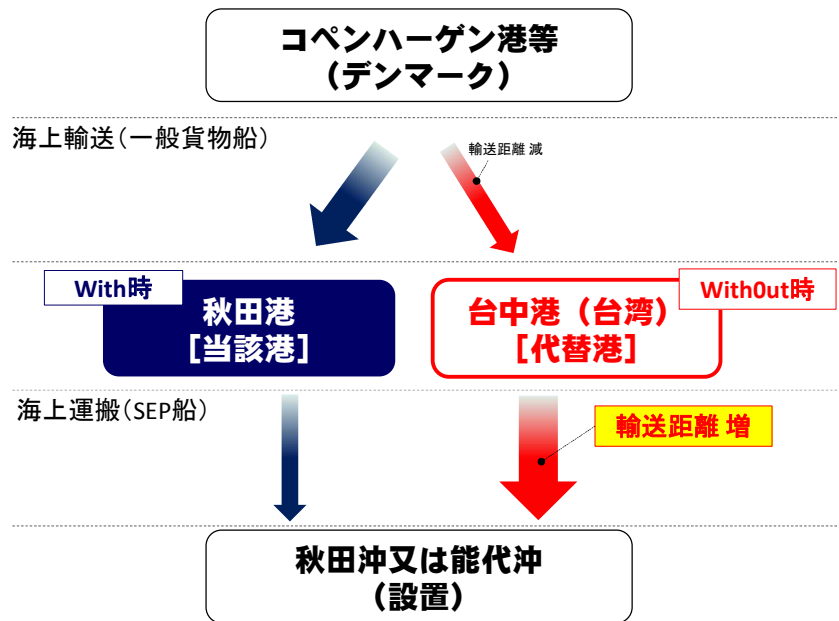 コペンハーゲン港等
（デンマーク）
海上輸送（一般貨物船）
輸送距離 減
With時
秋田港
［当該港］
With0ut時
台中港（台湾）
［代替港］
海上運搬（SEP船）
輸送距離 増
秋田沖又は能代沖
（設置）